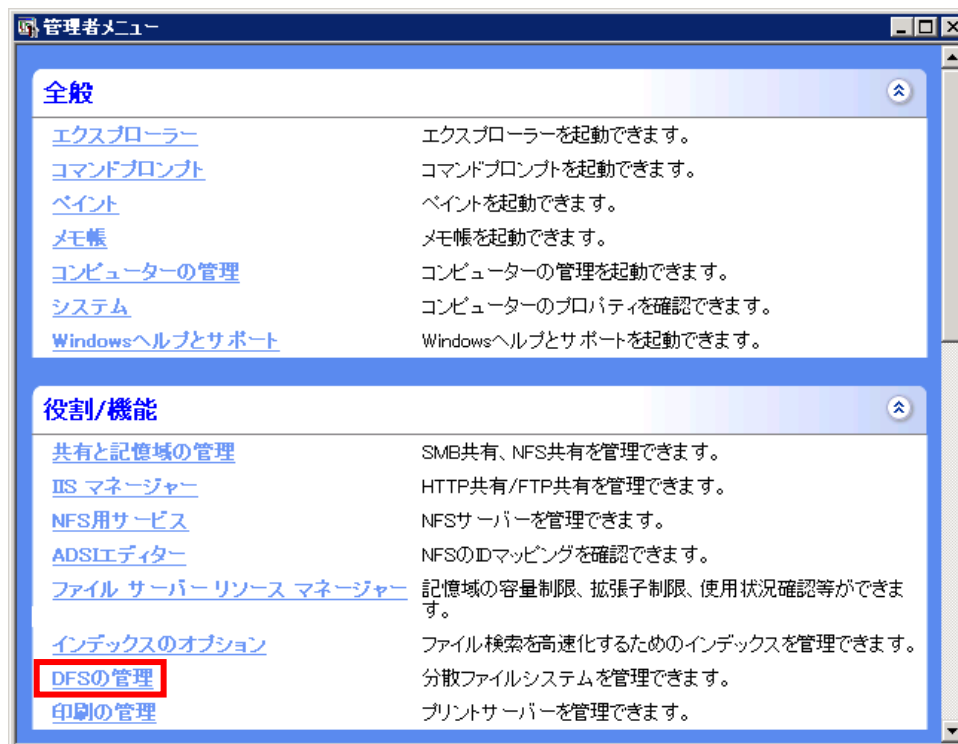 管理者メニュー
全般
エクスプローラー エクスプローラーを起動できます。
コマンドプロンプト コマンドプロンプトを起動できます。
ペイント ペイントを起動できます。
メモ帳 メモ帳を起動できます。
コンピューターの管理 コンピューターの管理を起動できます。
システム コンピューターのプロパティを確認できます。
Windowsヘルプとサポート Windowsヘルプとサポートを起動できます。
役割/機能
共有と記憶域の管理 SMB共有、NFS共有を管理できます。
IIS マネージャー HTTP共有/FTP共有を管理できます。
NFS用サービス NFSサーバーを管理できます。
ADSIエディター NFSのIDマッピングを確認できます。
ファイル サーバー リソース マネージャー 記憶域の容量制限、拡張子制限、使用状況確認等ができま
す。
インデックスのオプション ファイル検索を高速化するためのインデックスを管理できます。
DFSの管理 分散ファイルシステムを管理できます。
印刷の管理 プリントサーバーを管理できます。